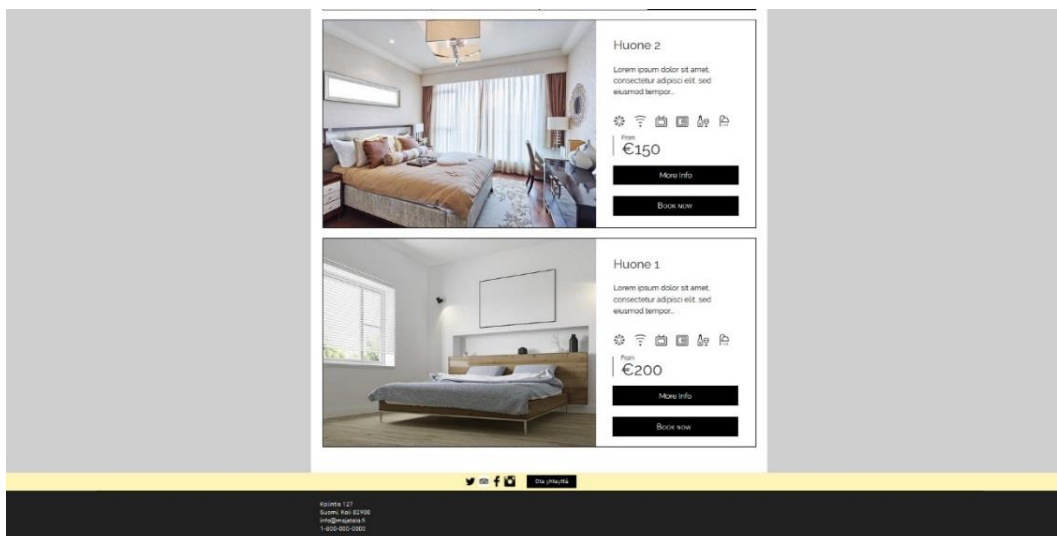 Huone 2
Lorem ipsum dolor sit amet,
consectetur adipisci elit, sed
eiusmod tempor...
From
€150
More Info
Book now
Huone 1
Lorem ipsum dolor sit amet,
consectetur adipisci elit, sed
eiusmod tempor...
From
€200
More Info
Book now
Ota yhteyttä
Kolintie 127
Suomi, Koli 02900
info@majatalo.fi
1-800-000-0000